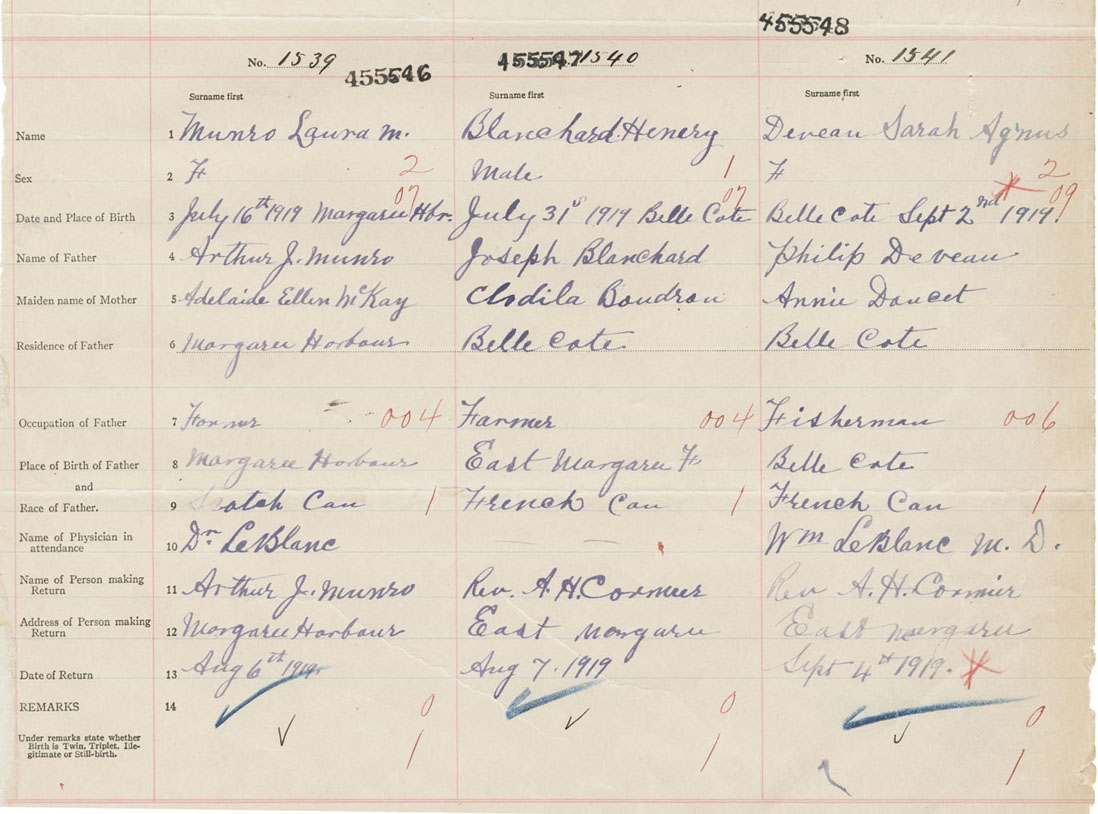 455548
No. 1539 455546 455547 1540 No. 1541
Surname first Surname first Surname first
Name 1 Munro Laura M. Blanchard Henery Deveau Sarah Agnus
Sex 2 F 2 Male 1 F 2
07 07 09
Date and Place of Birth 3 July 16th 1919 Margaree Hbr. July 31s 1919 Belle Cote Belle Cote Sept 2nd 1919.
Name of Father 4 Arthur J. Munro Joseph Blanchard Philip Deveau
Maiden name of Mother 5 Adelaide Ellen McKay Clodila Boudrau Annie Doucet
Residence of Father 6 Margaree Harbour Belle Cote Belle Cote
Occupation of Father 7 Farmer 004 Farmer 004 Fisherman 006
Place of Birth of Father 8 Margaree Harbour East Margaree F Belle Cote
and
Race of Father. 9 Scotch Can 1 French Can 1 French Can 1
Name of Physician in
attendance 10 Dr LeBlanc — — Wm LeBlanc M. D.
Name of Person making
Return 11 Arthur J. Munro Rev. A. H. Cormier Rev A. H. Cormier
Address of Person making
Return 12 Margaree Harbour East Margaree East Margaree
Date of Return 13 Aug 6th 1919 Aug 7. 1919 Sept 4th 1919.
REMARKS 14 0 0 0
Under remarks state whether
Birth is Twin, Triplet, Ille-
gitimate or Still-birth.
1 1 1